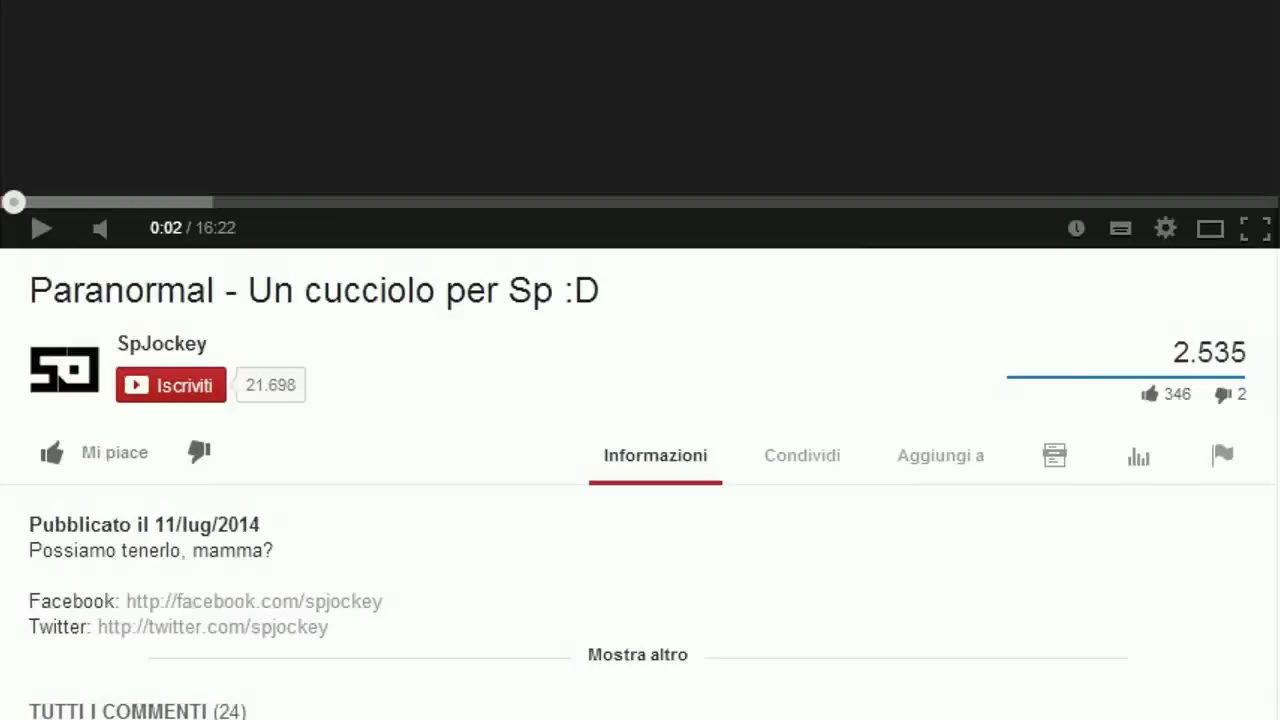 0:02 / 16:22
Paranormal - Un cucciolo per Sp :D
SpJockey
Iscriviti 21.698
2.535
346 2
Mi piace
Informazioni Condividi Aggiungi a
Pubblicato il 11/lug/2014
Possiamo tenerlo, mamma?
Facebook: http://facebook.com/spjockey
Twitter: http://twitter.com/spjockey
Mostra altro
TUTTI I COMMENTI (24)